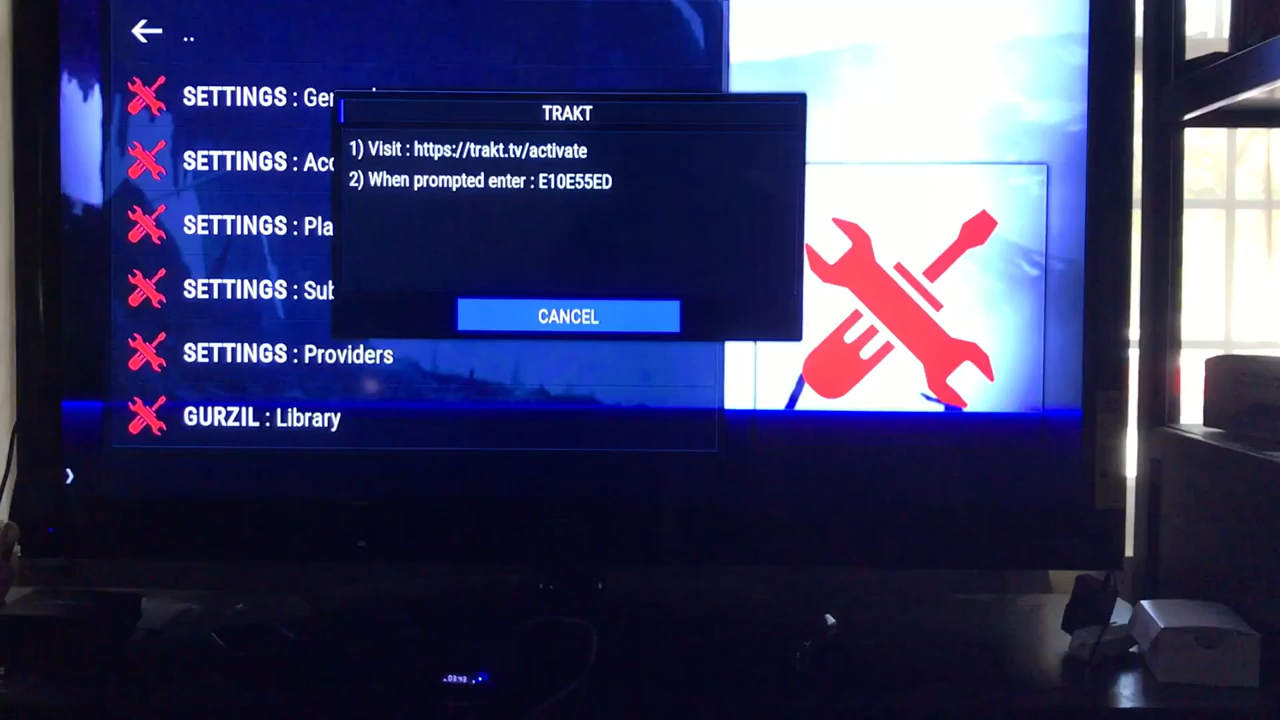 ..
SETTINGS : Gen
SETTINGS : Acc
SETTINGS : Pla
SETTINGS : Sub
SETTINGS : Providers
GURZIL : Library
TRAKT
1) Visit : https://trakt.tv/activate
2) When prompted enter : E10E55ED
CANCEL